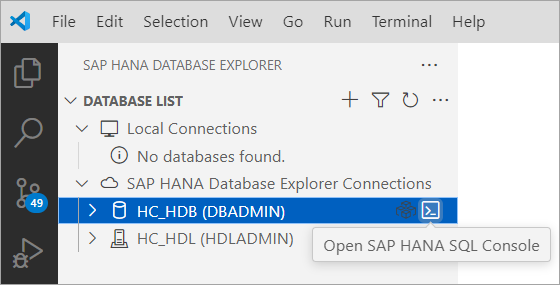 File Edit Selection View Go Run Terminal Help
SAP HANA DATABASE EXPLORER
DATABASE LIST
Local Connections
No databases found.
SAP HANA Database Explorer Connections
49
HC_HDB (DBADMIN)
HC_HDL (HDLADMIN)
Open SAP HANA SQL Console